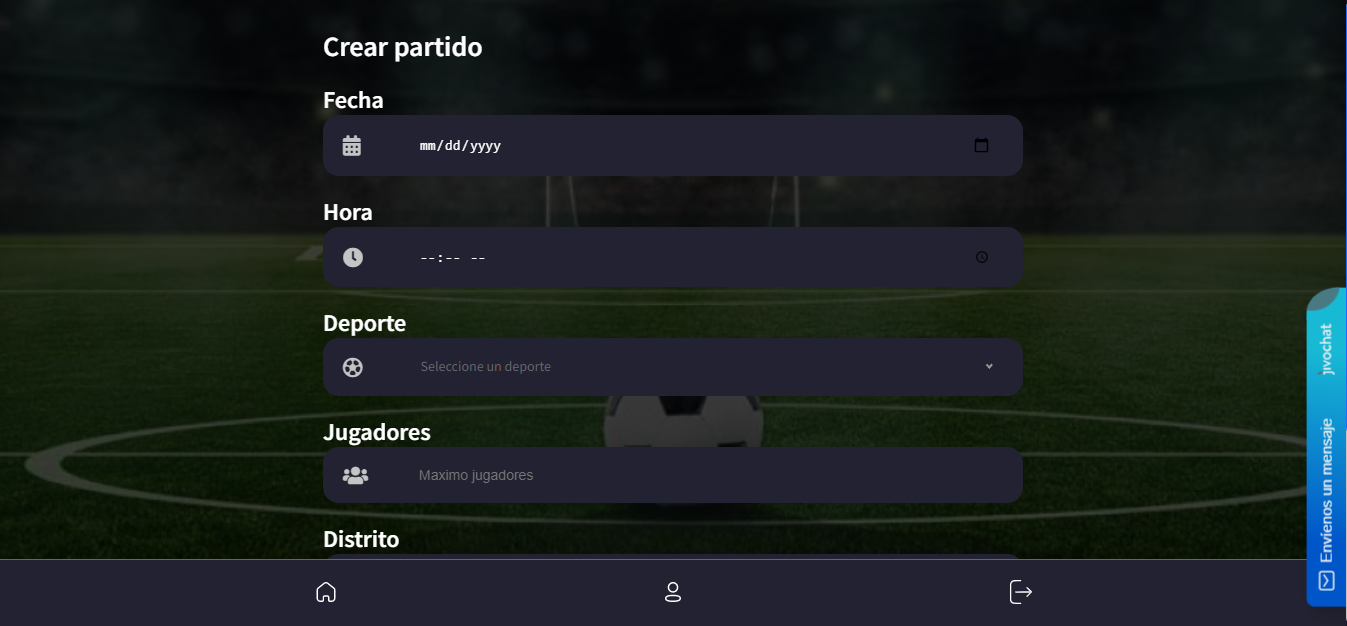 Crear partido
Fecha
mm/dd/yyyy
Hora
--:-- --
Deporte
Seleccione un deporte
Jugadores
Maximo jugadores
Distrito
jivochat
Envíenos un mensaje